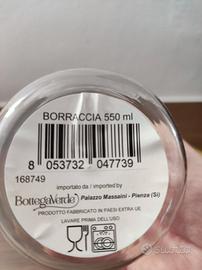 BORRACCIA 550 ml
8 053732 047739
168749
importato da / imported by
BottegaVerde Palazzo Massaini - Pienza (Si)
PRODOTTO FABBRICATO IN PAESI EXTRA UE
LAVARE PRIMA DELL'USO
subito